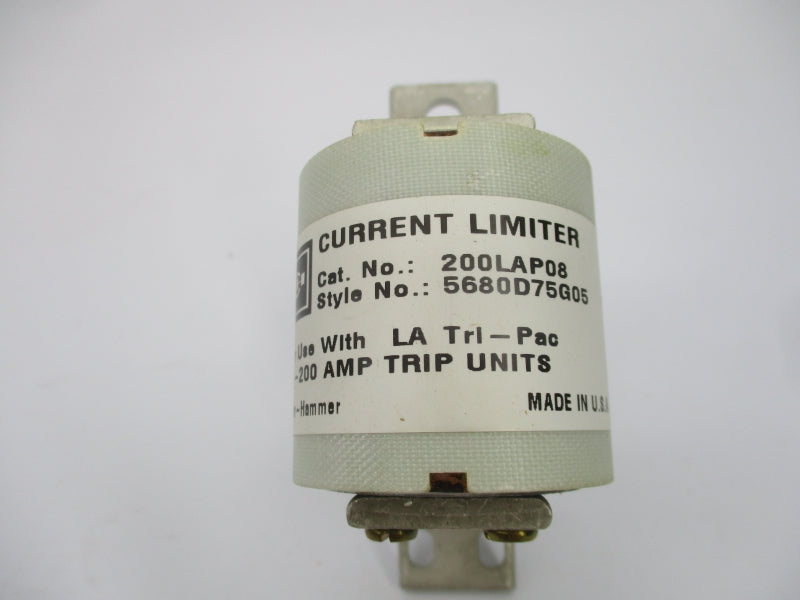 CURRENT LIMITER
Cat. No.: 200LAP08
Style No.: 5680D75G05
Use With LA Tri-Pac
-200 AMP TRIP UNITS
-Hammer
MADE IN U.S.